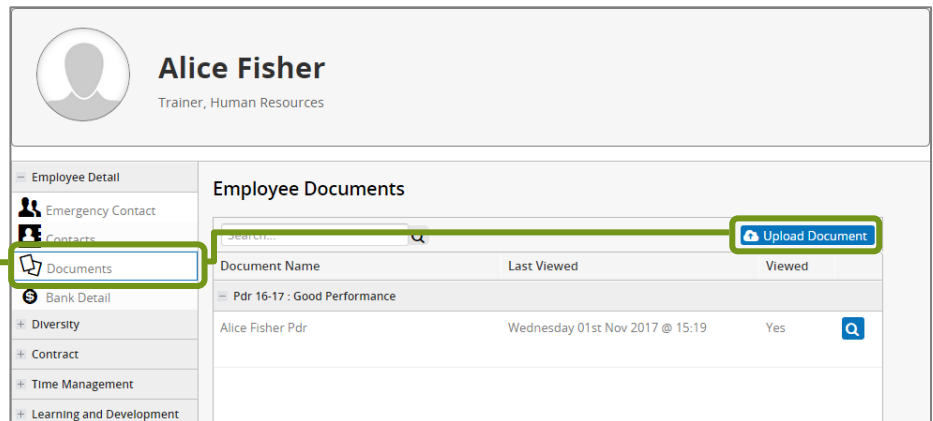 Alice Fisher
Trainer, Human Resources
Employee Detail
Emergency Contact
Contacts
Documents
Bank Detail
Diversity
Contract
Time Management
Learning and Development
Employee Documents
Search...
Upload Document
Document Name Last Viewed Viewed
Pdr 16-17 : Good Performance
Alice Fisher Pdr Wednesday 01st Nov 2017 @ 15:19 Yes